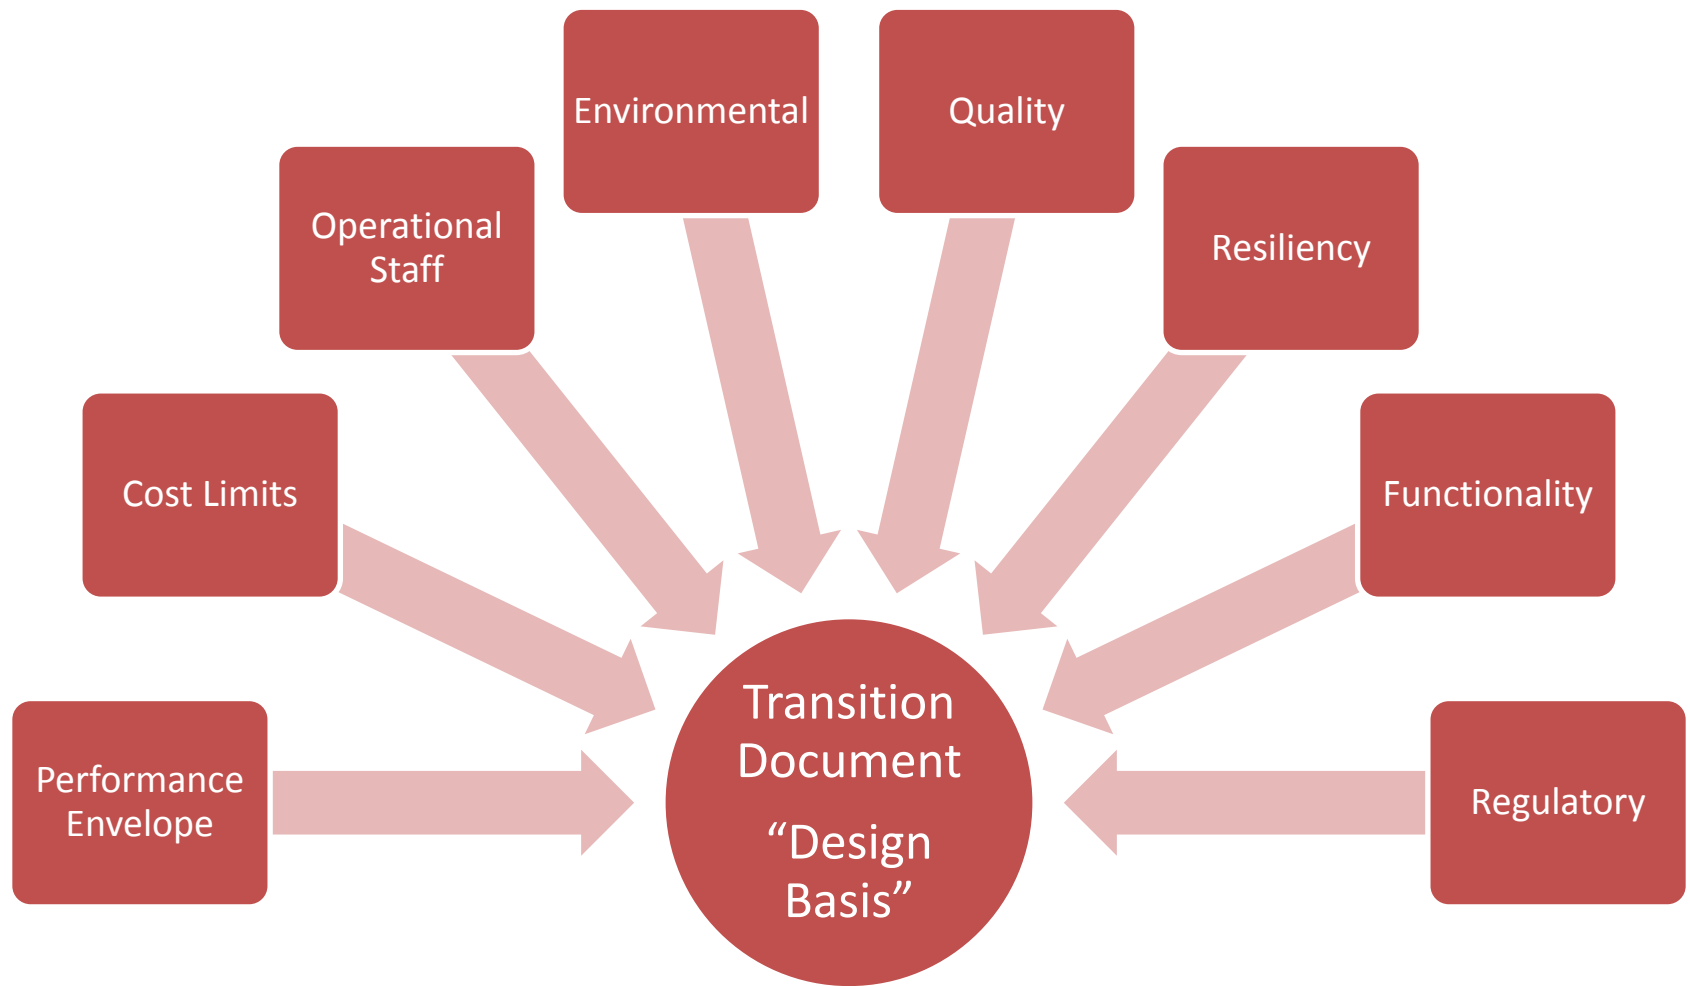 Environmental
Quality
Operational
Staff
Resiliency
Cost Limits
Functionality
Performance
Envelope
Transition
Document
“Design
Basis”
Regulatory